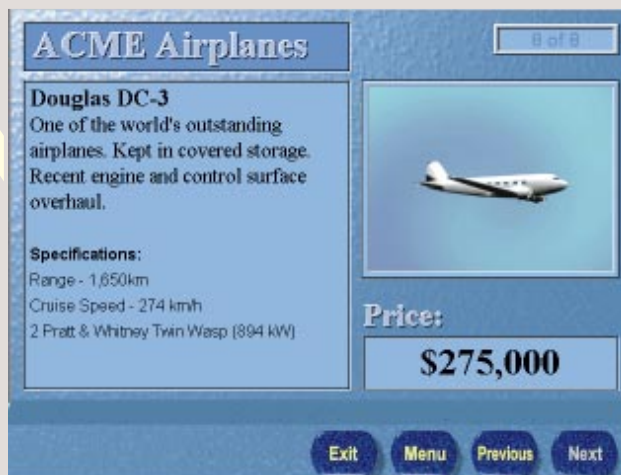 ACME Airplanes
8 of 8
Douglas DC-3
One of the world's outstanding
airplanes. Kept in covered storage.
Recent engine and control surface
overhaul.
Specifications:
Range - 1,650km
Cruise Speed - 274 km/h
2 Pratt & Whitney Twin Wasp (894 kW)
Price:
$275,000
Exit
Menu
Previous
Next